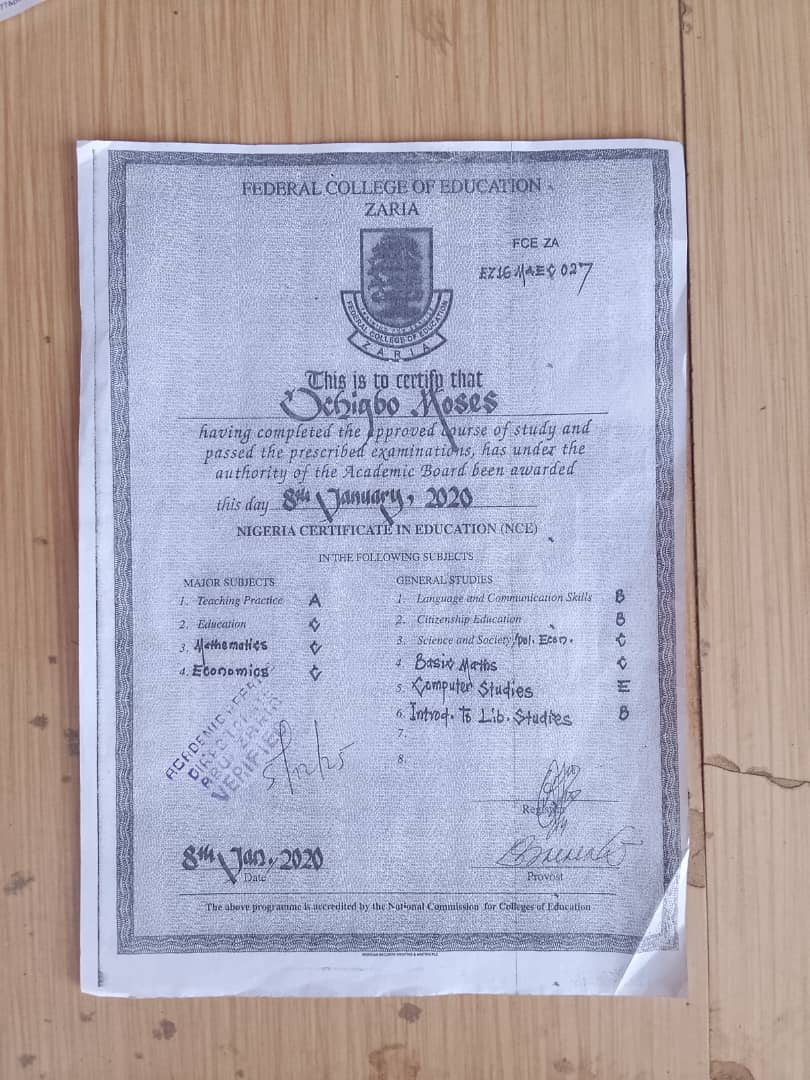 FEDERAL COLLEGE OF EDUCATION
ZARIA
FCE ZA
EZ16 MAEC 027
FEDERAL COLLEGE OF EDUCATION
ZARIA
This is to certify that
Ochigbo Moses
having completed the approved course of study and
passed the prescribed examinations, has under the
authority of the Academic Board been awarded
this day 8th January, 2020
NIGERIA CERTIFICATE IN EDUCATION (NCE)
IN THE FOLLOWING SUBJECTS
MAJOR SUBJECTS
1. Teaching Practice A
2. Education C
3. Mathematics C
4. Economics C
GENERAL STUDIES
1. Language and Communication Skills B
2. Citizenship Education B
3. Science and Society/Pol. Econ. C
4. Basic Maths C
5. Computer Studies E
6. Introd. To Lib. Studies B
7.
8.
ACADEMIC
ABU, ZARIA
VERIFIED
5/12/25
Registrar
8th Jan, 2020
Date
Provost
The above programme is accredited by the National Commission for Colleges of Education